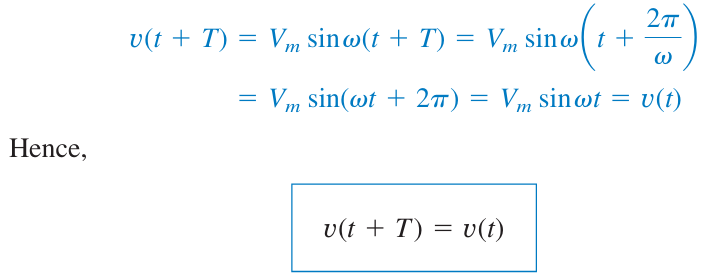 v(t + T) = V_m sin ω(t + T) = V_m sin ω(t + 2π/ω)
= V_m sin(ωt + 2π) = V_m sin ωt = v(t)
Hence,
v(t + T) = v(t)